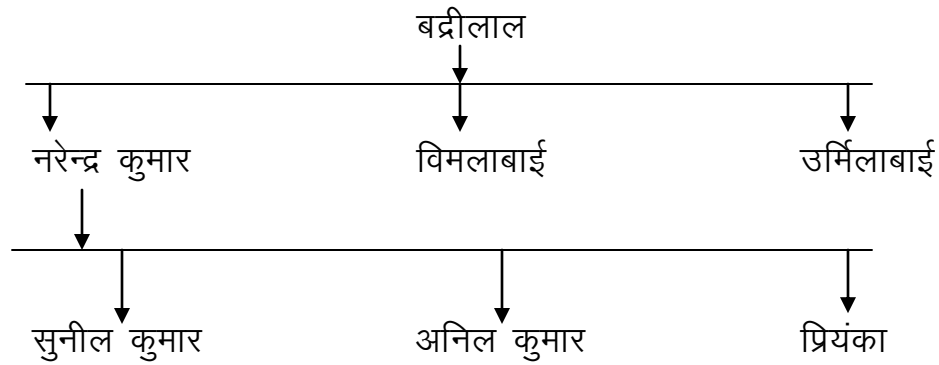 बद्रीलाल
नरेन्द्र कुमार विमलाबाई उर्मिलाबाई
सुनील कुमार अनिल कुमार प्रियंका